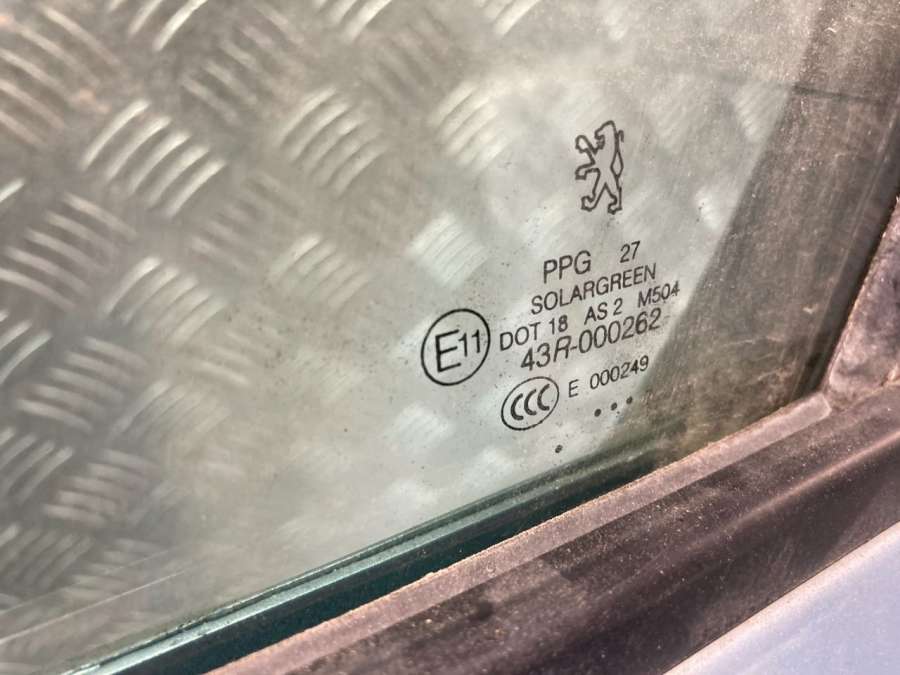 PPG 27
SOLARGREEN
DOT 18 AS 2 M504
E11 43R-000262
CCC E 000249